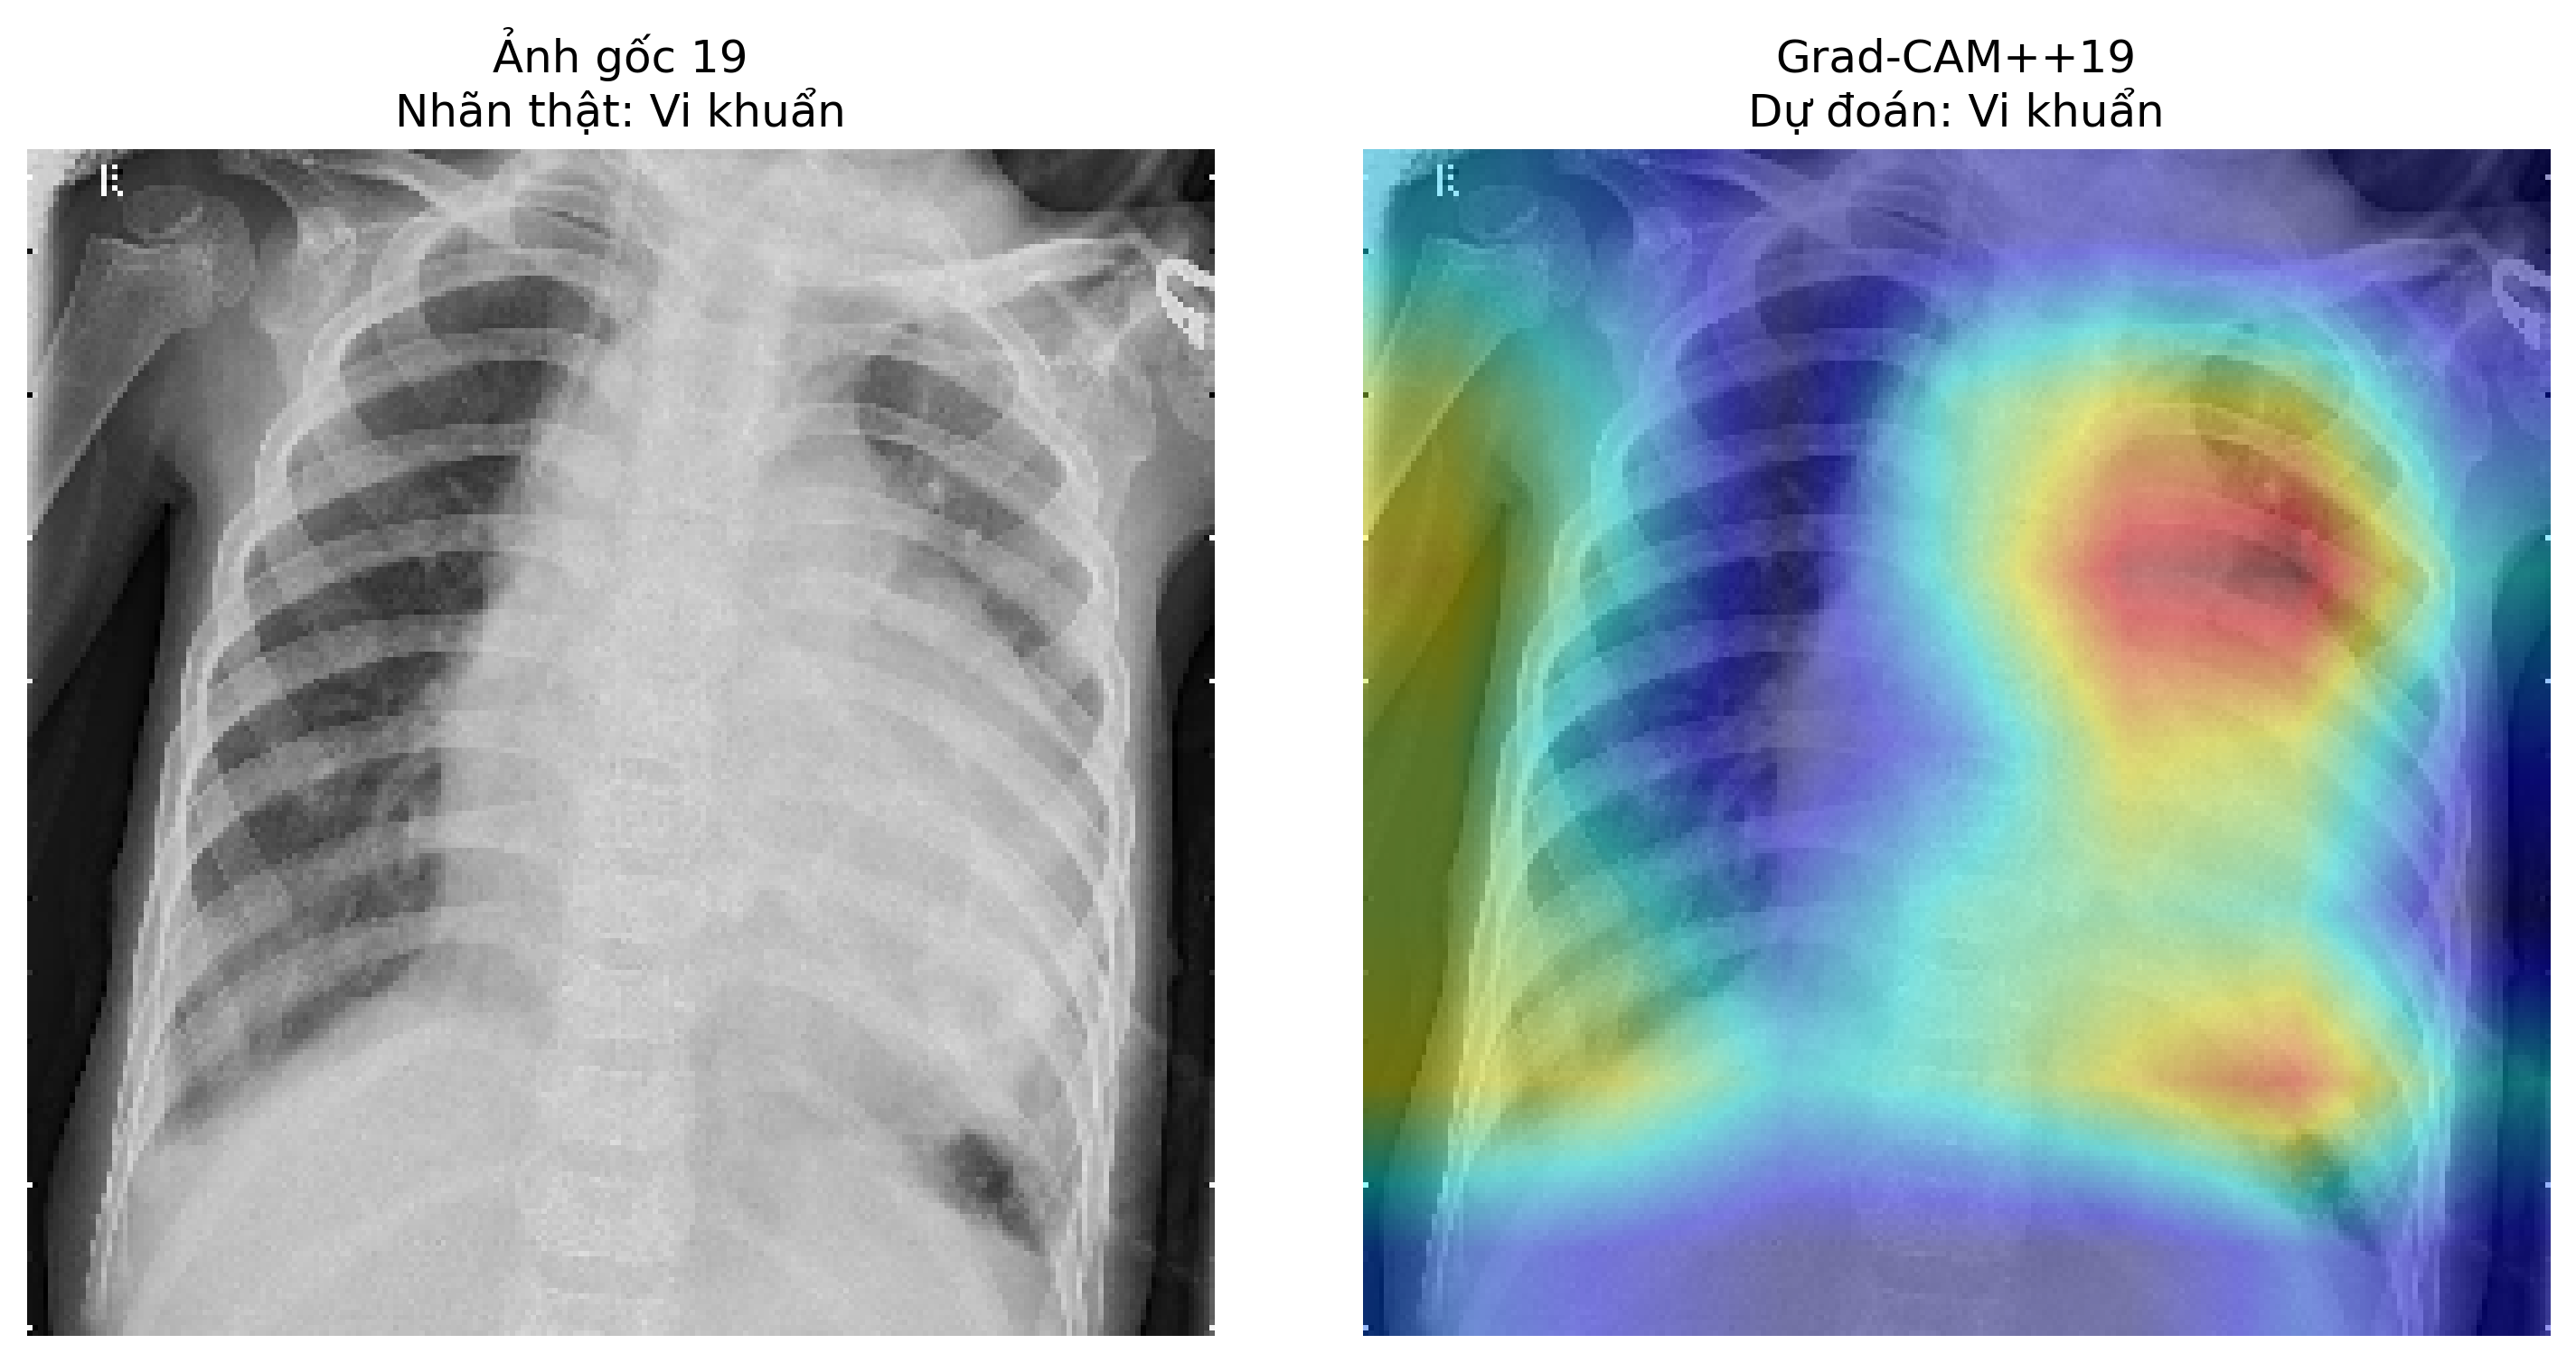 Ảnh gốc 19
Nhãn thật: Vi khuẩn
Grad-CAM++19
Dự đoán: Vi khuẩn
R
R